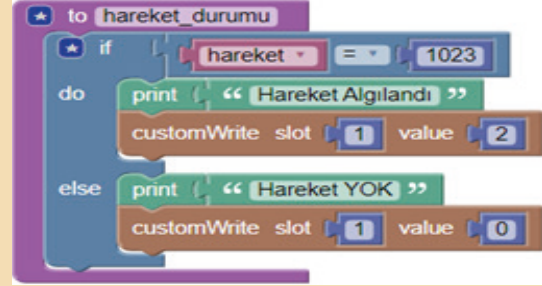 to hareket_durumu
if hareket = 1023
do print “ Hareket Algılandı ”
customWrite slot 1 value 2
else print “ Hareket YOK ”
customWrite slot 1 value 0